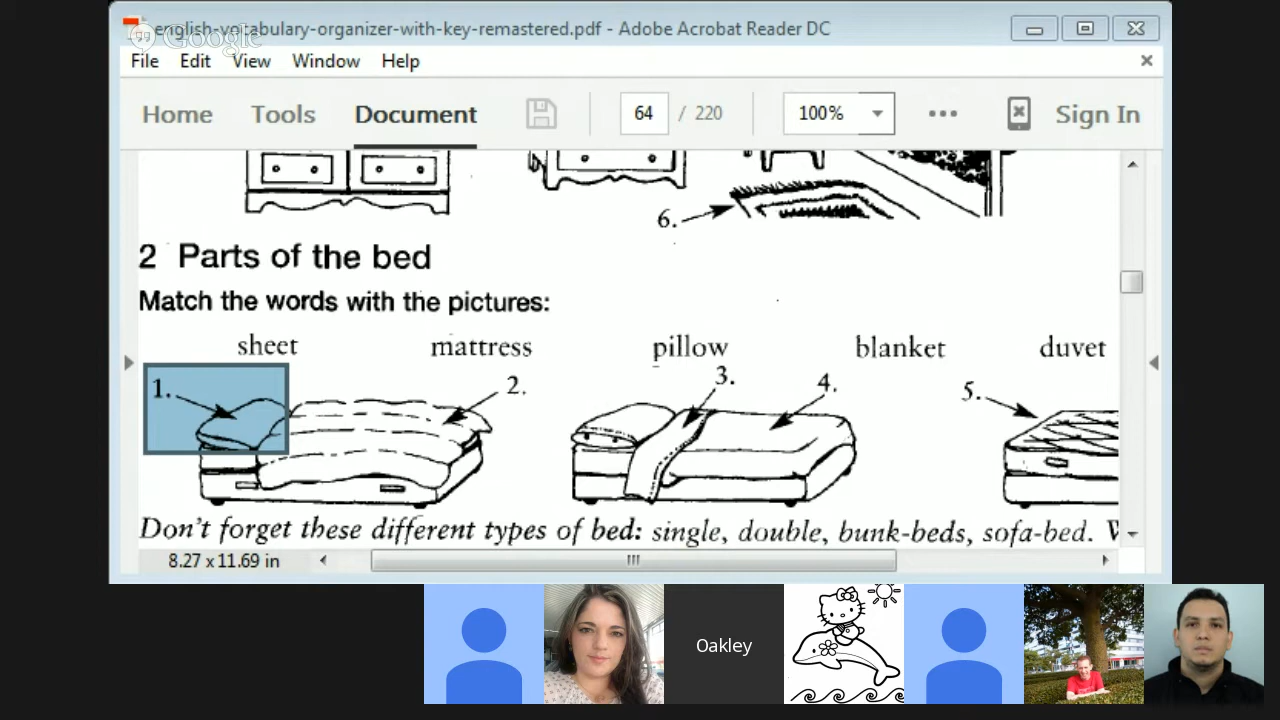 english-vocabulary-organizer-with-key-remastered.pdf - Adobe Acrobat Reader DC
Google
File Edit View Window Help
Home Tools Document 64 / 220 100% Sign In
6.
2 Parts of the bed
Match the words with the pictures:
sheet mattress pillow blanket duvet
1. 2. 3. 4. 5.
Don't forget these different types of bed: single, double, bunk-beds, sofa-bed. W
8.27 x 11.69 in
Oakley